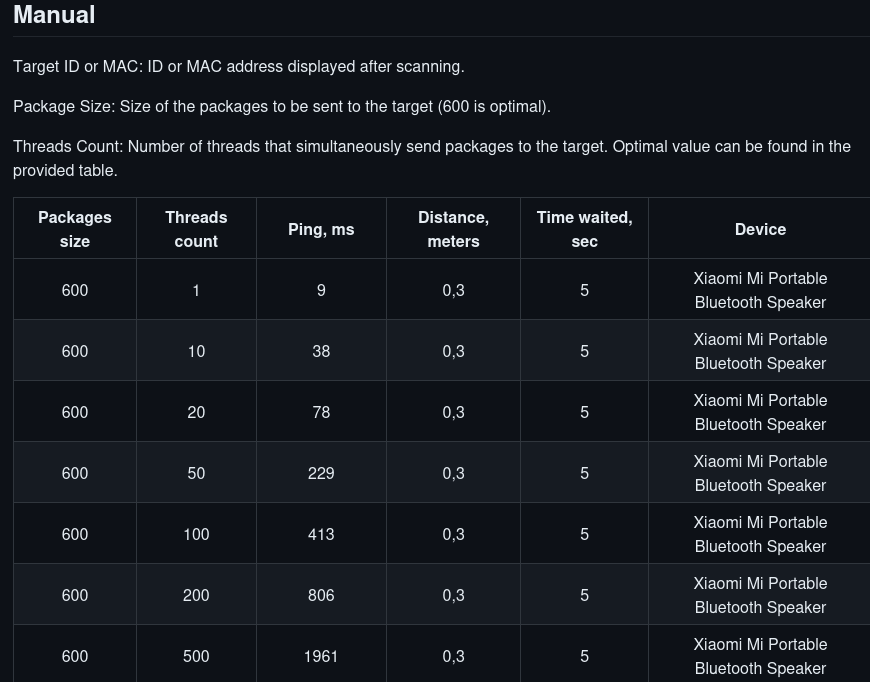 Manual
Target ID or MAC: ID or MAC address displayed after scanning.
Package Size: Size of the packages to be sent to the target (600 is optimal).
Threads Count: Number of threads that simultaneously send packages to the target. Optimal value can be found in the
provided table.
Packages size Threads count Ping, ms Distance, meters Time waited, sec Device
600 1 9 0,3 5 Xiaomi Mi Portable Bluetooth Speaker
600 10 38 0,3 5 Xiaomi Mi Portable Bluetooth Speaker
600 20 78 0,3 5 Xiaomi Mi Portable Bluetooth Speaker
600 50 229 0,3 5 Xiaomi Mi Portable Bluetooth Speaker
600 100 413 0,3 5 Xiaomi Mi Portable Bluetooth Speaker
600 200 806 0,3 5 Xiaomi Mi Portable Bluetooth Speaker
600 500 1961 0,3 5 Xiaomi Mi Portable Bluetooth Speaker